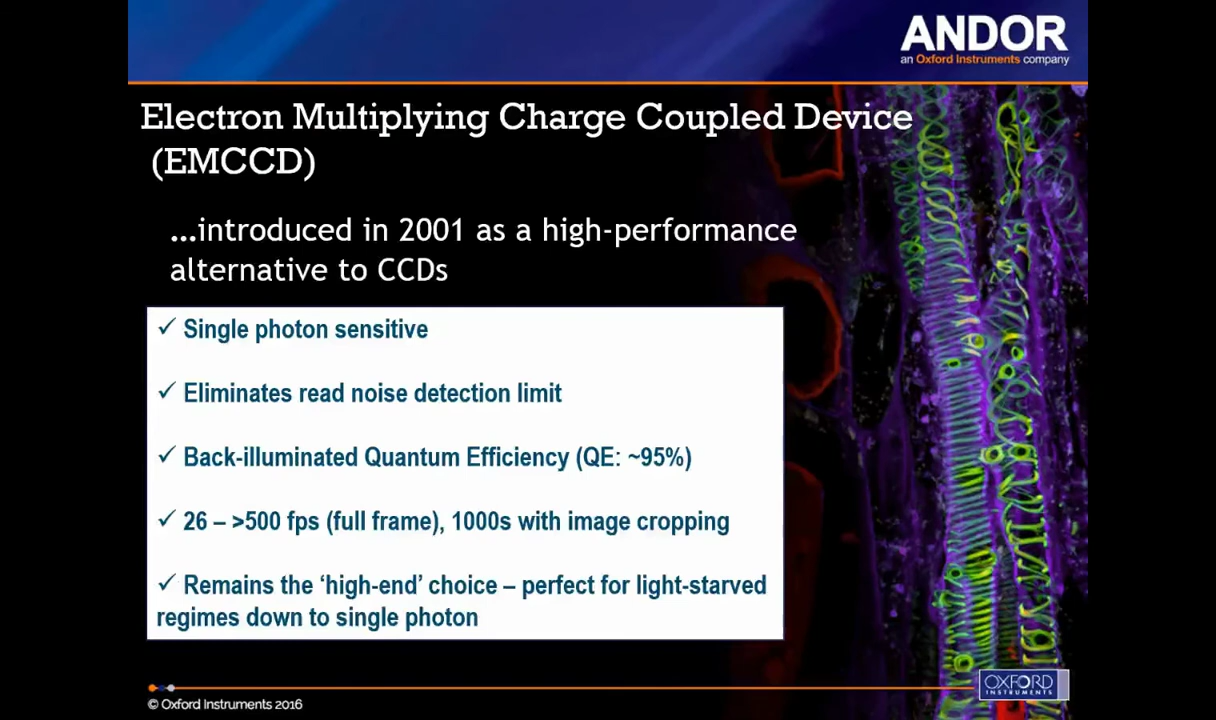 ANDOR
an Oxford Instruments company
Electron Multiplying Charge Coupled Device
(EMCCD)
...introduced in 2001 as a high-performance
alternative to CCDs
✓ Single photon sensitive
✓ Eliminates read noise detection limit
✓ Back-illuminated Quantum Efficiency (QE: ~95%)
✓ 26 – >500 fps (full frame), 1000s with image cropping
✓ Remains the ‘high-end’ choice – perfect for light-starved
regimes down to single photon
© Oxford Instruments 2016
OXFORD
INSTRUMENTS